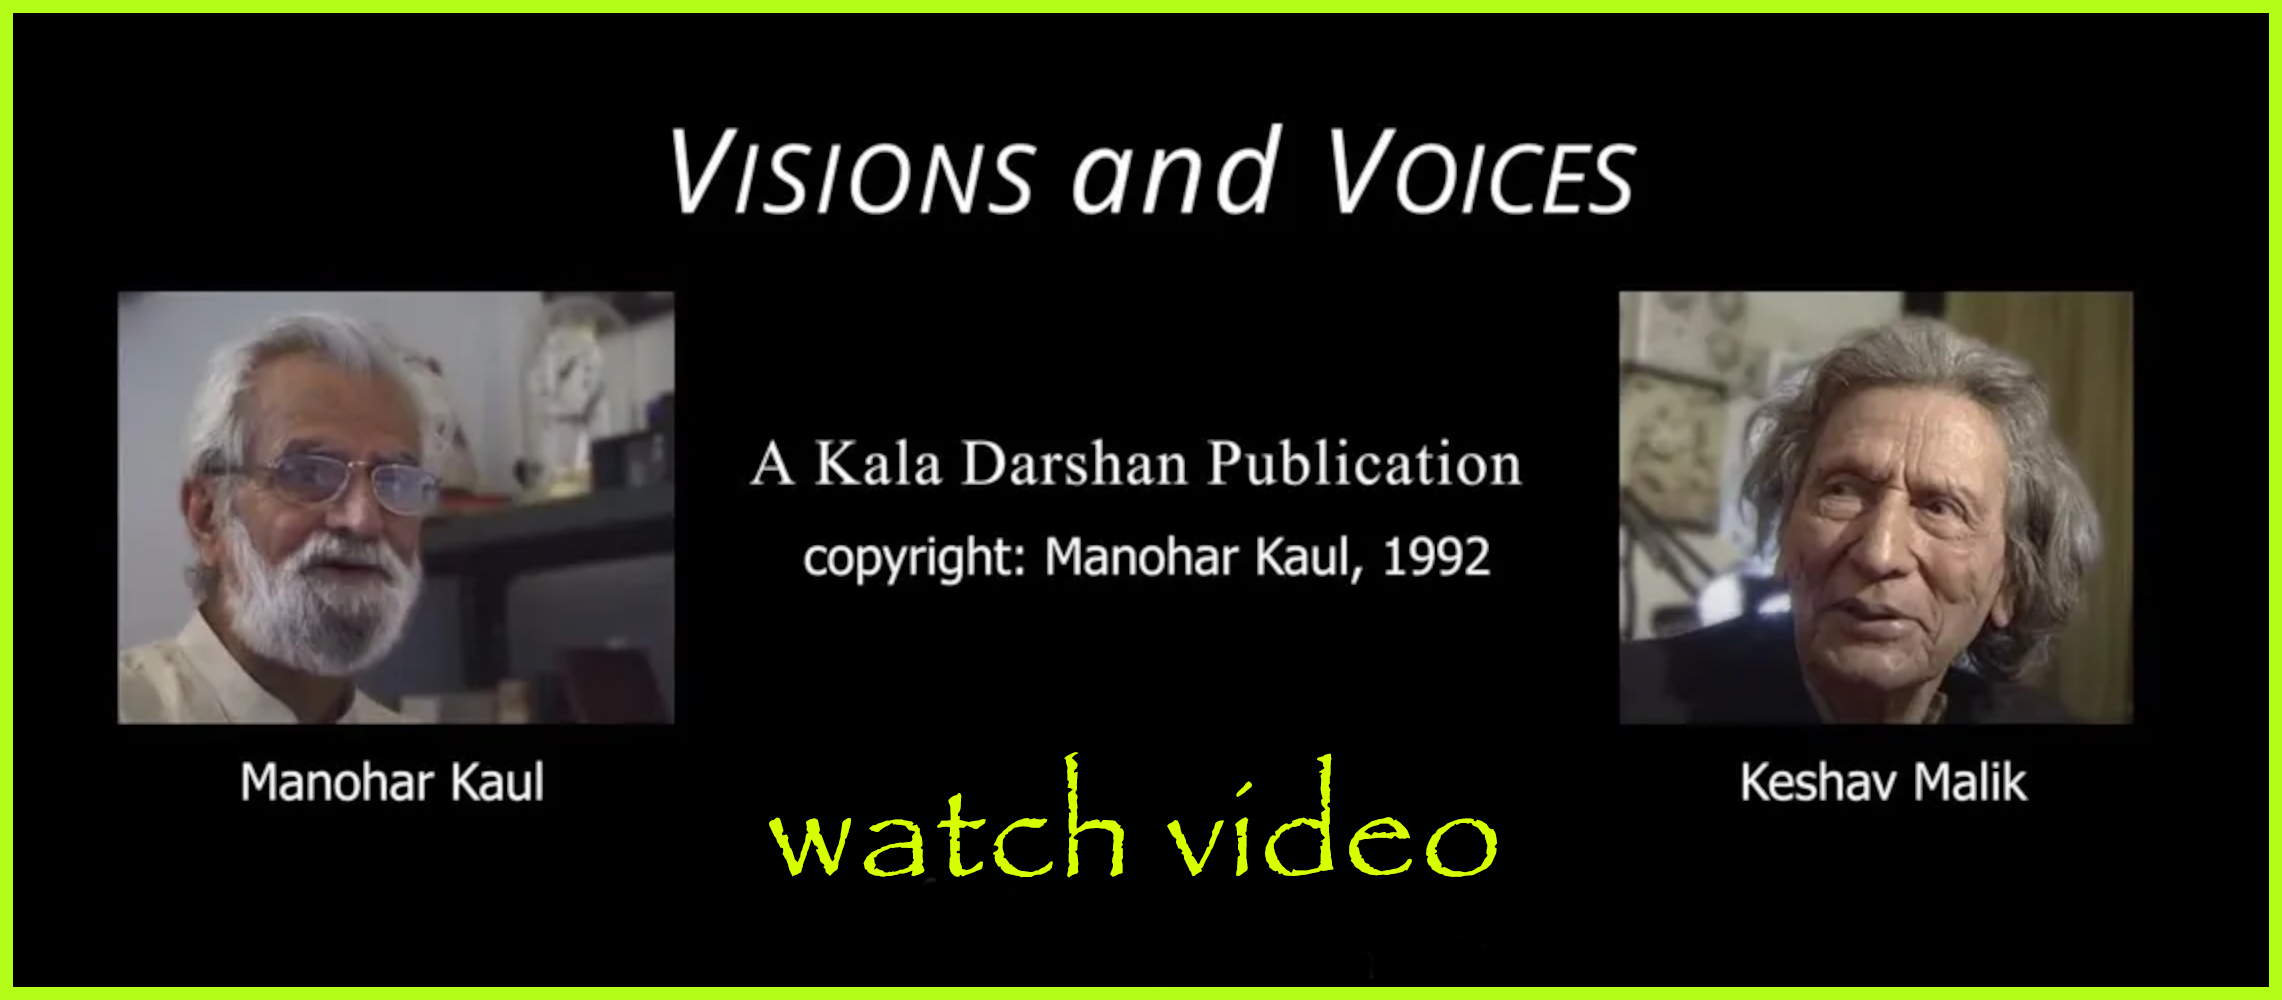 VISIONS and VOICES
A Kala Darshan Publication
copyright: Manohar Kaul, 1992
Manohar Kaul
Keshav Malik
watch video